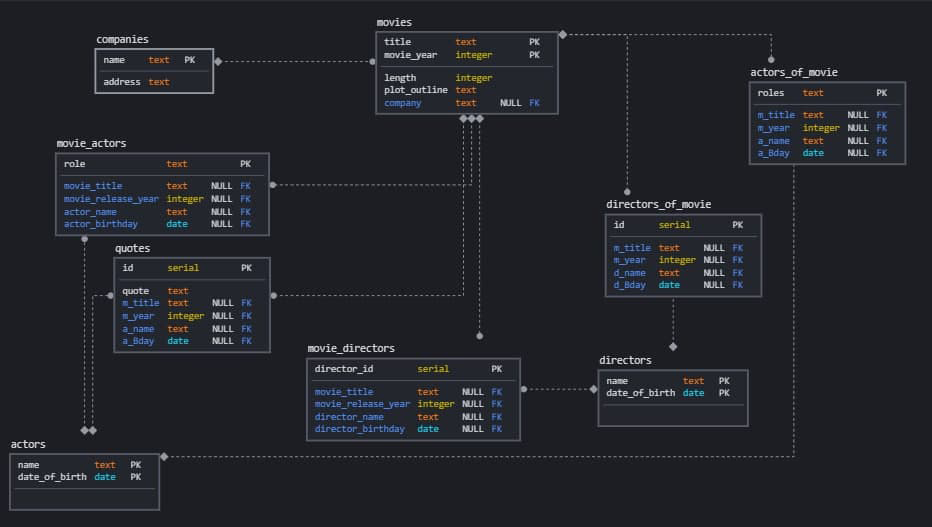 movies
title text PK
movie_year integer PK
length integer
plot_outline text
company text NULL FK
companies
name text PK
address text
actors_of_movie
roles text PK
m_title text NULL FK
m_year integer NULL FK
a_name text NULL FK
a_Bday date NULL FK
movie_actors
role text PK
movie_title text NULL FK
movie_release_year integer NULL FK
actor_name text NULL FK
actor_birthday date NULL FK
directors_of_movie
id serial PK
m_title text NULL FK
m_year integer NULL FK
d_name text NULL FK
d_Bday date NULL FK
quotes
id serial PK
quote text
m_title text NULL FK
m_year integer NULL FK
a_name text NULL FK
a_Bday date NULL FK
movie_directors
director_id serial PK
movie_title text NULL FK
movie_release_year integer NULL FK
director_name text NULL FK
director_birthday date NULL FK
directors
name text PK
date_of_birth date PK
actors
name text PK
date_of_birth date PK